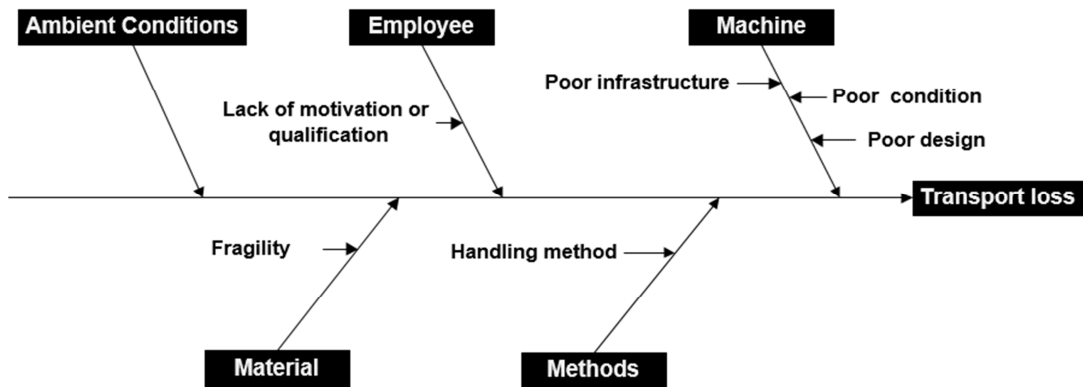 Ambient Conditions
Employee
Machine
Poor infrastructure
Poor condition
Lack of motivation or
qualification
Poor design
Transport loss
Fragility
Handling method
Material
Methods